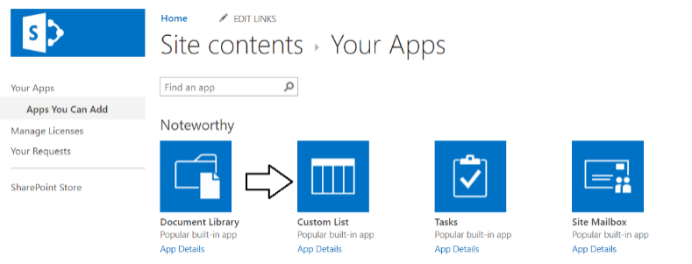 S
Home EDIT LINKS
Site contents › Your Apps
Find an app
Your Apps
Apps You Can Add
Manage Licenses
Your Requests
SharePoint Store
Noteworthy
Document Library Custom List Tasks Site Mailbox
Popular built-in app Popular built-in app Popular built-in app Popular built-in app
App Details App Details App Details App Details